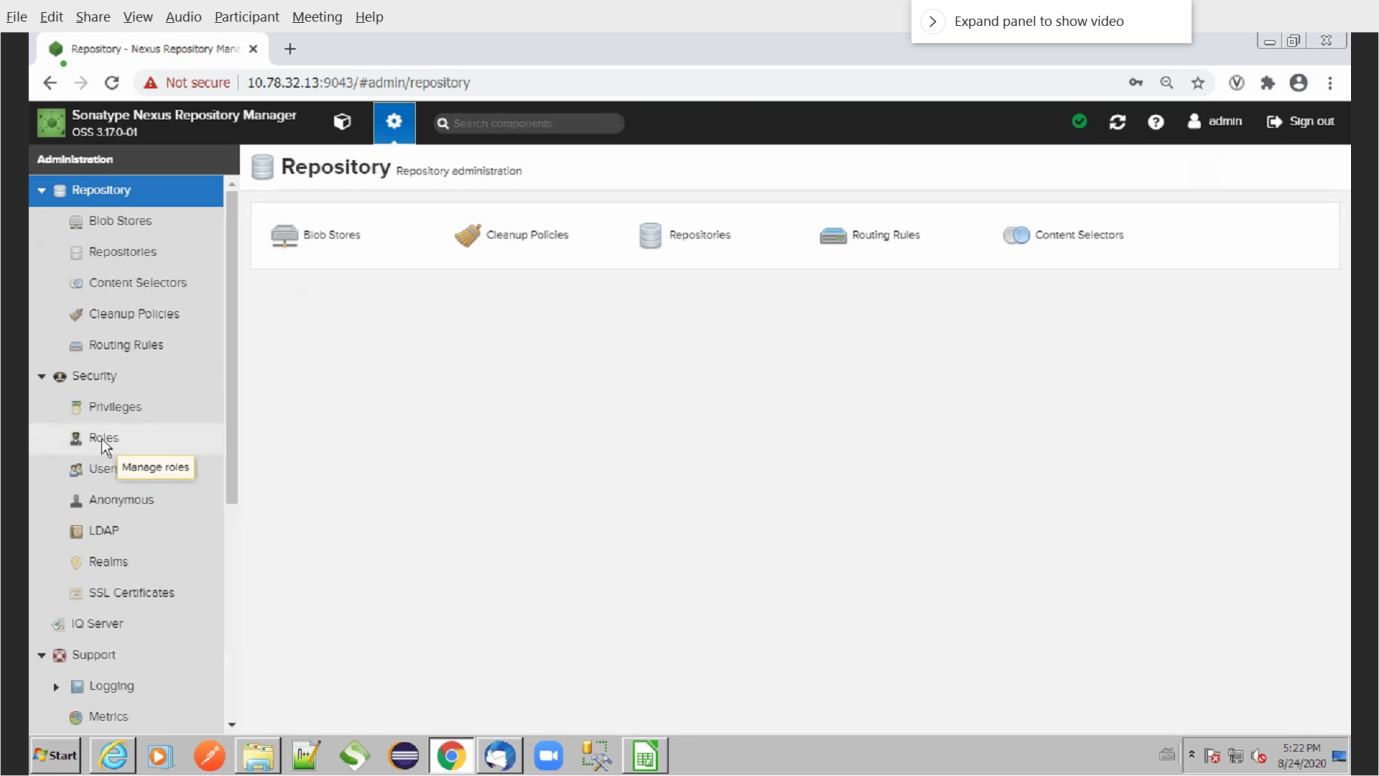 File Edit Share View Audio Participant Meeting Help
Expand panel to show video
Repository - Nexus Repository Mana
Not secure 10.78.32.13:9043/#admin/repository
Sonatype Nexus Repository Manager
OSS 3.17.0-01
Search components
admin
Sign out
Administration
Repository
Repository administration
Repository
Blob Stores
Repositories
Content Selectors
Cleanup Policies
Routing Rules
Security
Privileges
Roles
Users
Manage roles
Anonymous
LDAP
Realms
SSL Certificates
IQ Server
Support
Logging
Metrics
Blob Stores
Cleanup Policies
Repositories
Routing Rules
Content Selectors
Start
5:22 PM
8/24/2020